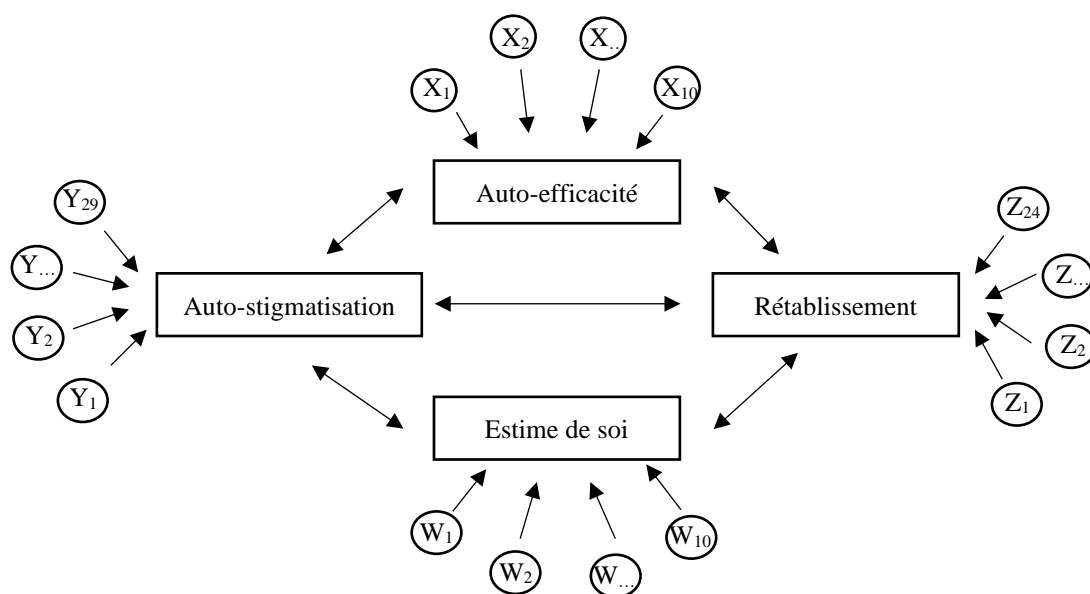 X₂
X…
X₁
X₁₀
Auto-efficacité
Y₂₉
Y…
Y₂
Y₁
Auto-stigmatisation
Rétablissement
Z₂₄
Z…
Z₂
Z₁
Estime de soi
W₁
W₂
W…
W₁₀